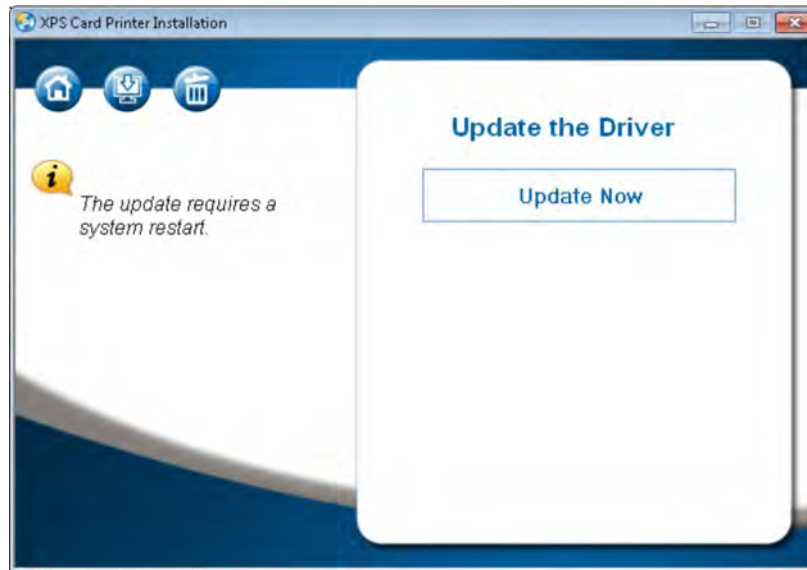 XPS Card Printer Installation
Update the Driver
i
The update requires a
system restart.
Update Now